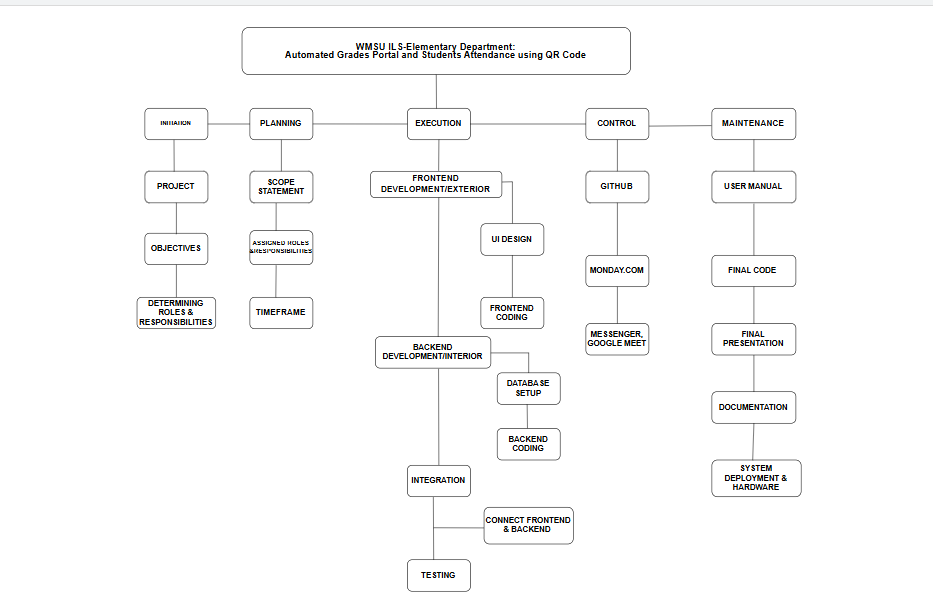 WMSU ILS-Elementary Department:
Automated Grades Portal and Students Attendance using QR Code
INITIATION
PLANNING
EXECUTION
CONTROL
MAINTENANCE
PROJECT
SCOPE
STATEMENT
FRONTEND
DEVELOPMENT/EXTERIOR
GITHUB
USER MANUAL
OBJECTIVES
ASSIGNED ROLES
&RESPONSIBILITIES
UI DESIGN
MONDAY.COM
FINAL CODE
DETERMINING
ROLES &
RESPONSIBILITIES
TIMEFRAME
FRONTEND
CODING
MESSENGER,
GOOGLE MEET
FINAL
PRESENTATION
BACKEND
DEVELOPMENT/INTERIOR
DATABASE
SETUP
DOCUMENTATION
BACKEND
CODING
INTEGRATION
SYSTEM
DEPLOYMENT &
HARDWARE
CONNECT FRONTEND
& BACKEND
TESTING